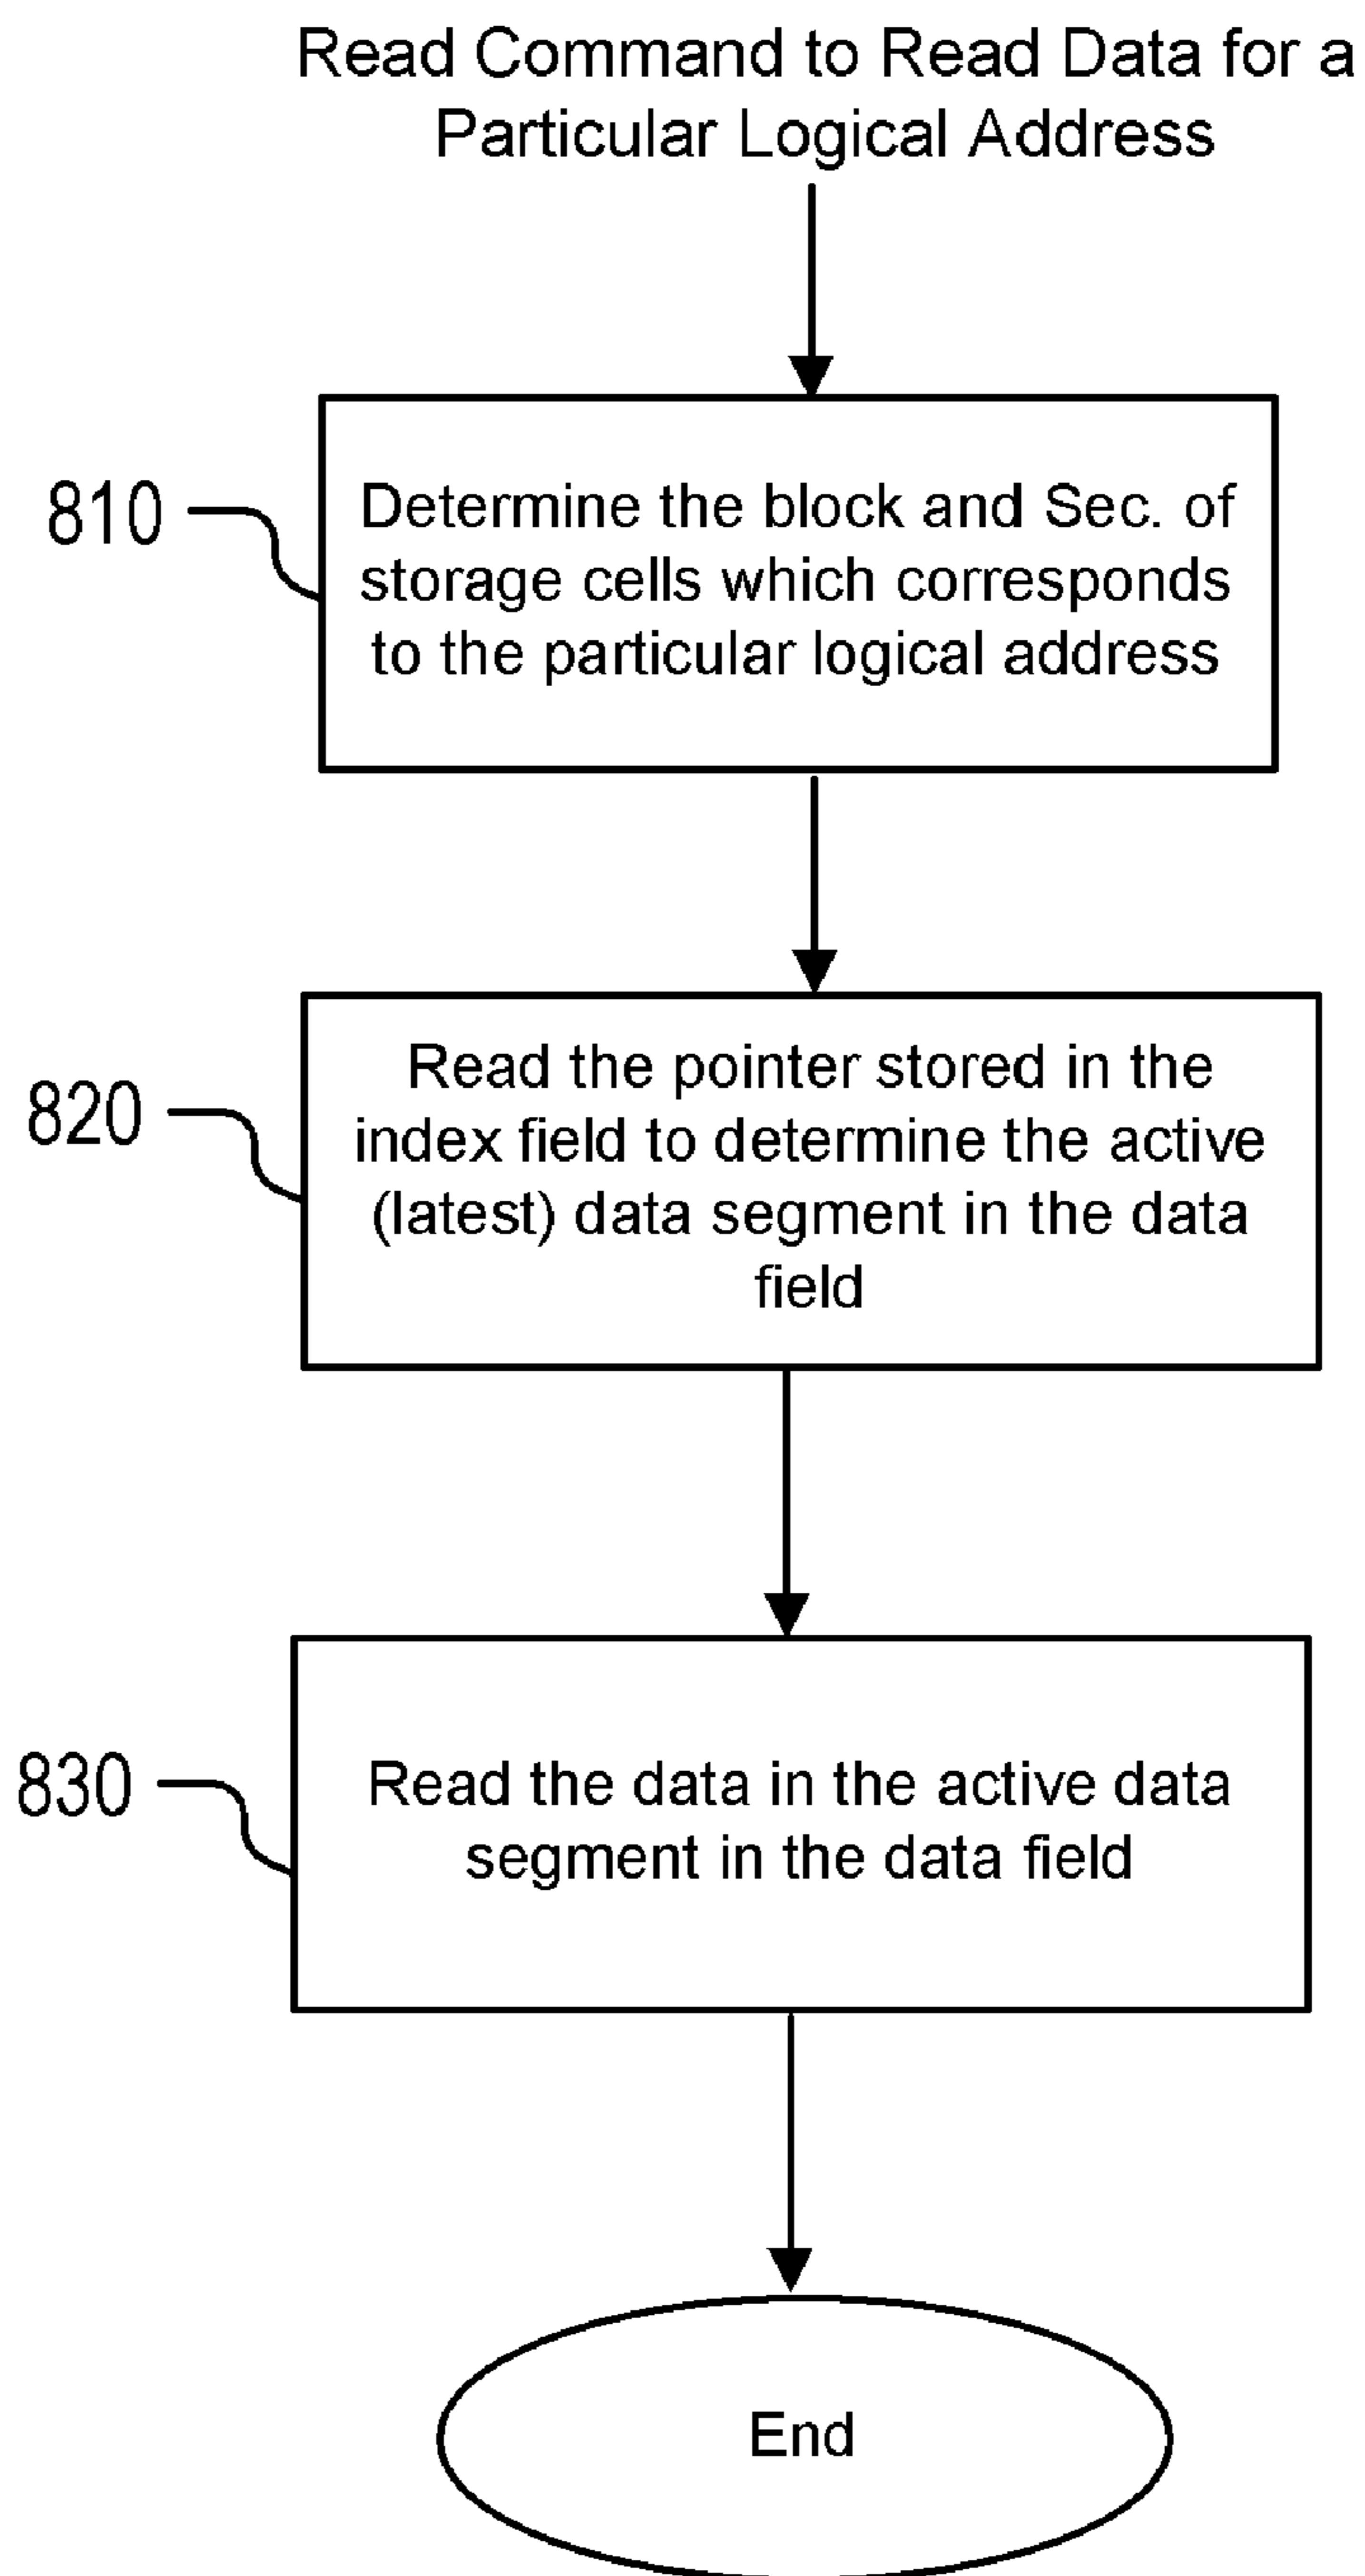 Read Command to Read Data for a
Particular Logical Address
810
Determine the block and Sec. of
storage cells which corresponds
to the particular logical address
820
Read the pointer stored in the
index field to determine the active
(latest) data segment in the data
field
830
Read the data in the active data
segment in the data field
End